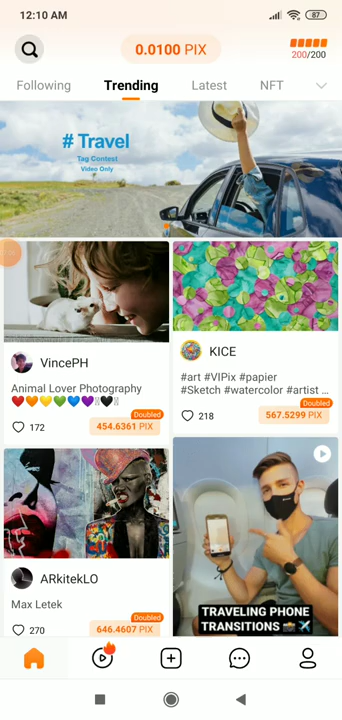 12:10 AM
87
0.0100 PIX
200/200
Following
Trending
Latest
NFT
# Travel
Tag Contest
Video Only
VincePH
Animal Lover Photography
172
Doubled
454.6361 PIX
KICE
#art #VIPix #papier
#Sketch #watercolor #artist ...
218
Doubled
567.5299 PIX
ARkitekLO
Max Letek
270
Doubled
646.4607 PIX
TRAVELING PHONE
TRANSITIONS